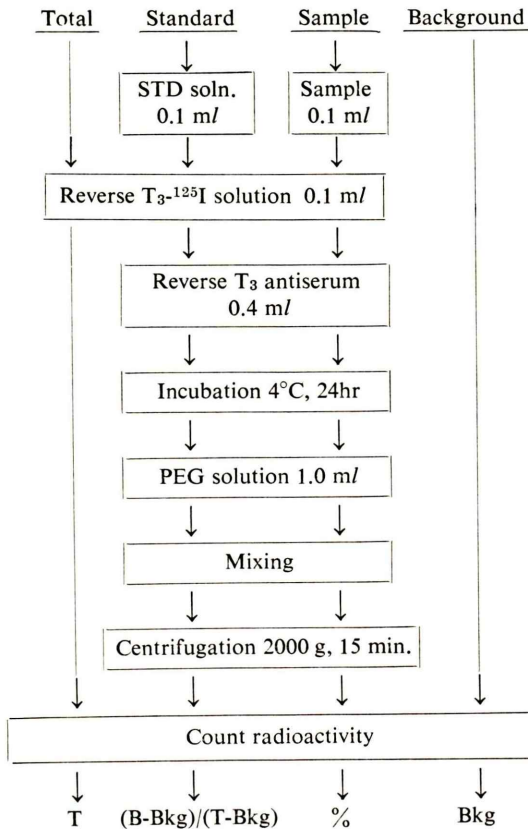 Total Standard Sample Background
STD soln. Sample
0.1 ml 0.1 ml
Reverse T₃-¹²⁵I solution 0.1 ml
Reverse T₃ antiserum
0.4 ml
Incubation 4°C, 24hr
PEG solution 1.0 ml
Mixing
Centrifugation 2000 g, 15 min.
Count radioactivity
T (B-Bkg)/(T-Bkg) % Bkg